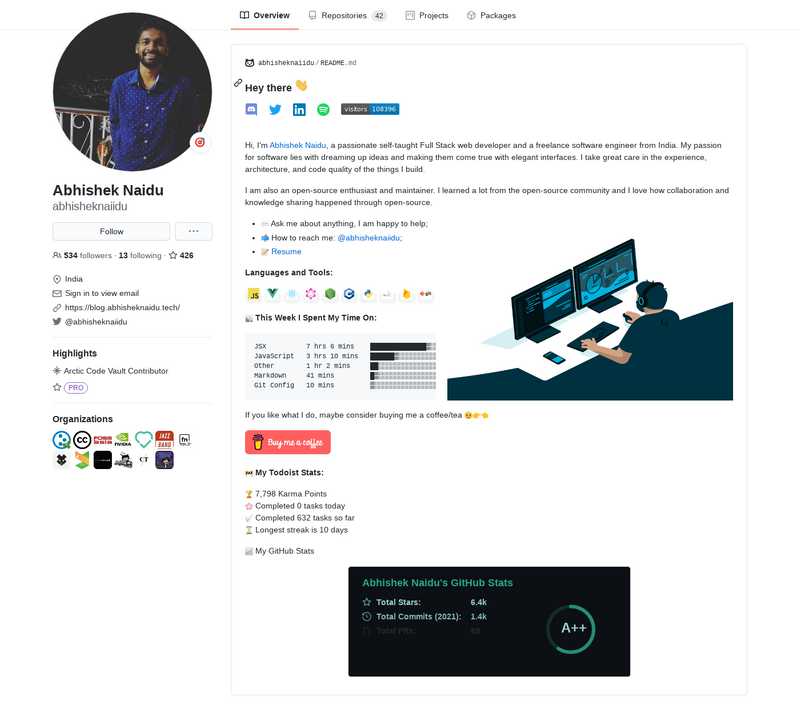 Overview
Repositories 42
Projects
Packages
abhisheknaiidu/README.md
Hey there 👋
visitors 108396
Hi, I'm Abhishek Naidu, a passionate self-taught Full Stack web developer and a freelance software engineer from India. My passion
for software lies with dreaming up ideas and making them come true with elegant interfaces. I take great care in the experience,
architecture, and code quality of the things I build.
I am also an open-source enthusiast and maintainer. I learned a lot from the open-source community and I love how collaboration and
knowledge sharing happened through open-source.
• Ask me about anything, I am happy to help;
• How to reach me: @abhisheknaiidu;
• 📝 Resume
Languages and Tools:
JS
📊 This Week I Spent My Time On:
JSX 7 hrs 6 mins
JavaScript 3 hrs 10 mins
Other 1 hr 2 mins
Markdown 41 mins
Git Config 10 mins
If you like what I do, maybe consider buying me a coffee/tea 🥺👉👈
Buy me a coffee
🚧 My Todoist Stats:
🏆 7,798 Karma Points
🌸 Completed 0 tasks today
✅ Completed 632 tasks so far
⏳ Longest streak is 10 days
📊 My GitHub Stats
Abhishek Naidu's GitHub Stats
Total Stars: 6.4k
Total Commits (2021): 1.4k
Total PRs:
A++
Abhishek Naidu
abhisheknaiidu
Follow
...
534 followers · 13 following · 426
India
Sign in to view email
https://blog.abhisheknaidu.tech/
@abhisheknaiidu
Highlights
Arctic Code Vault Contributor
PRO
Organizations
CC
NVIDIA
JAZZ
BAND
CT